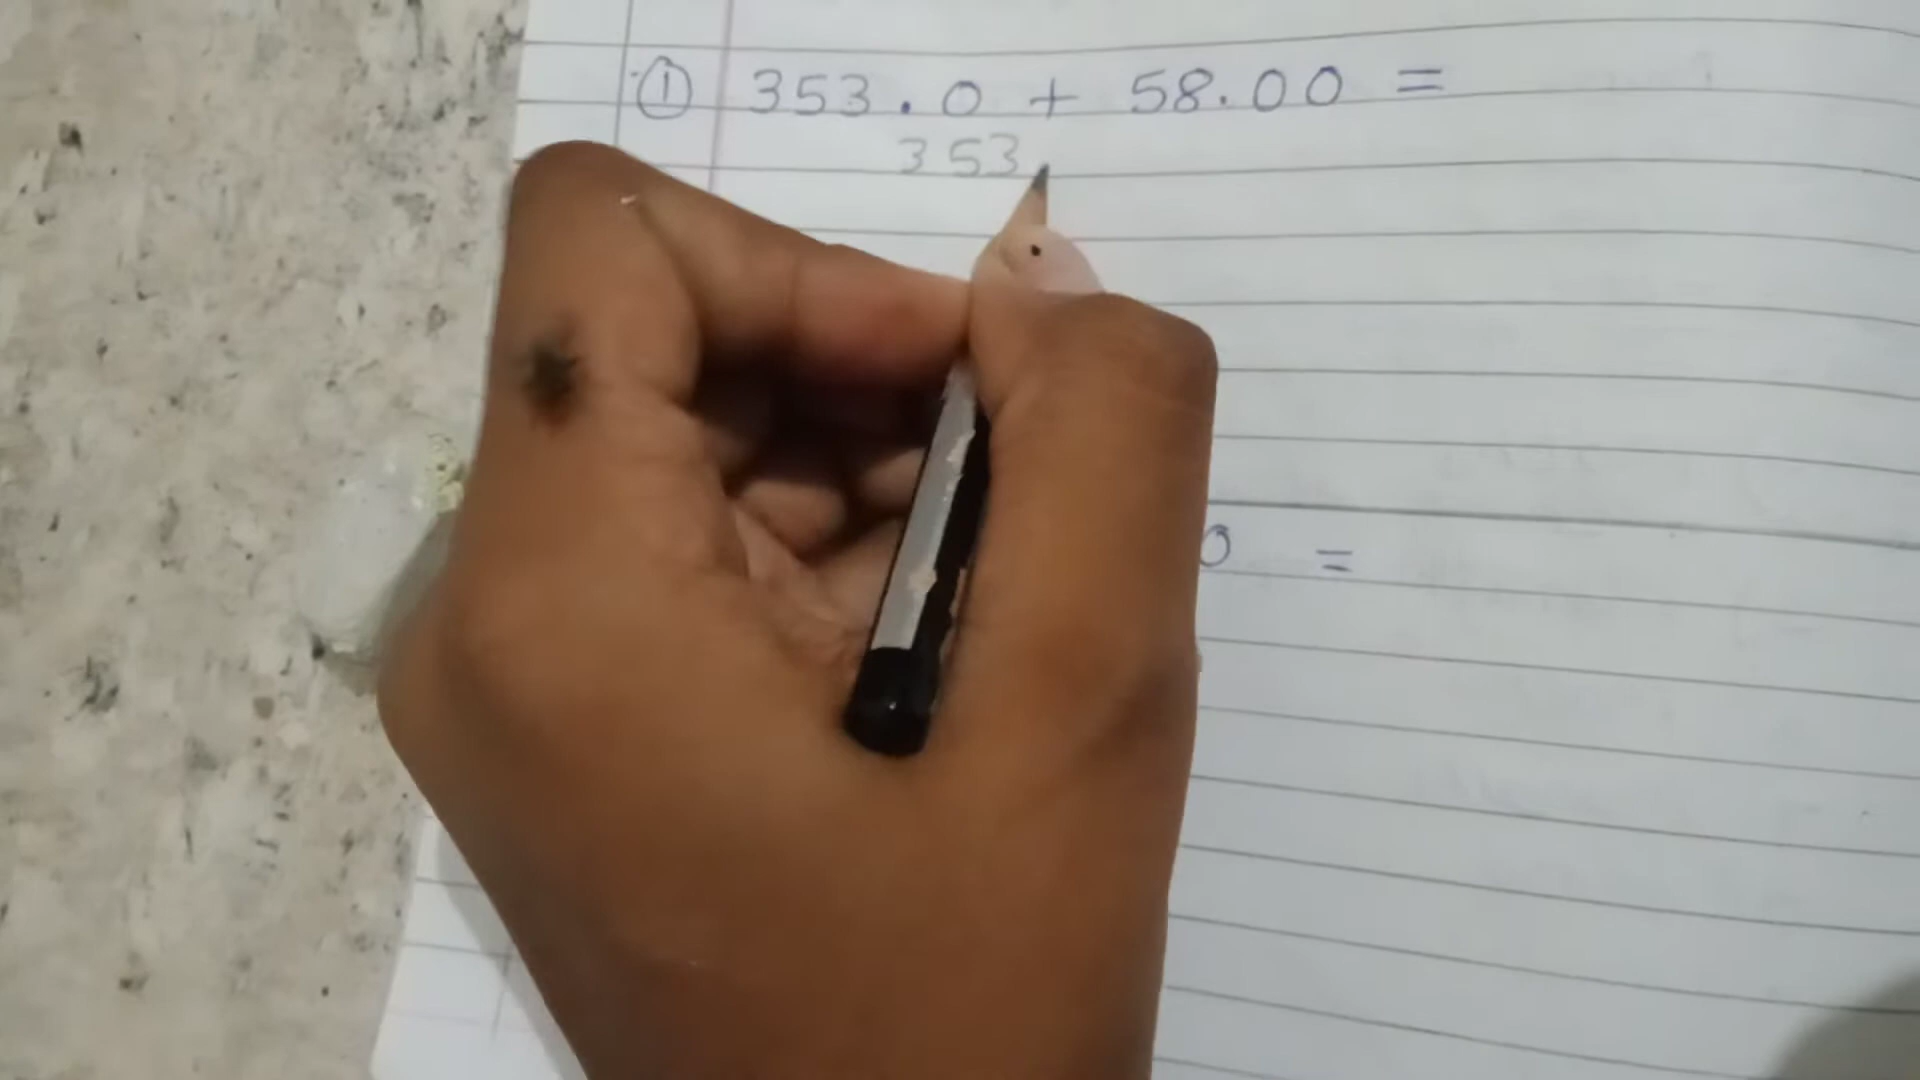 ① 353.0 + 58.00 =
353
0 =